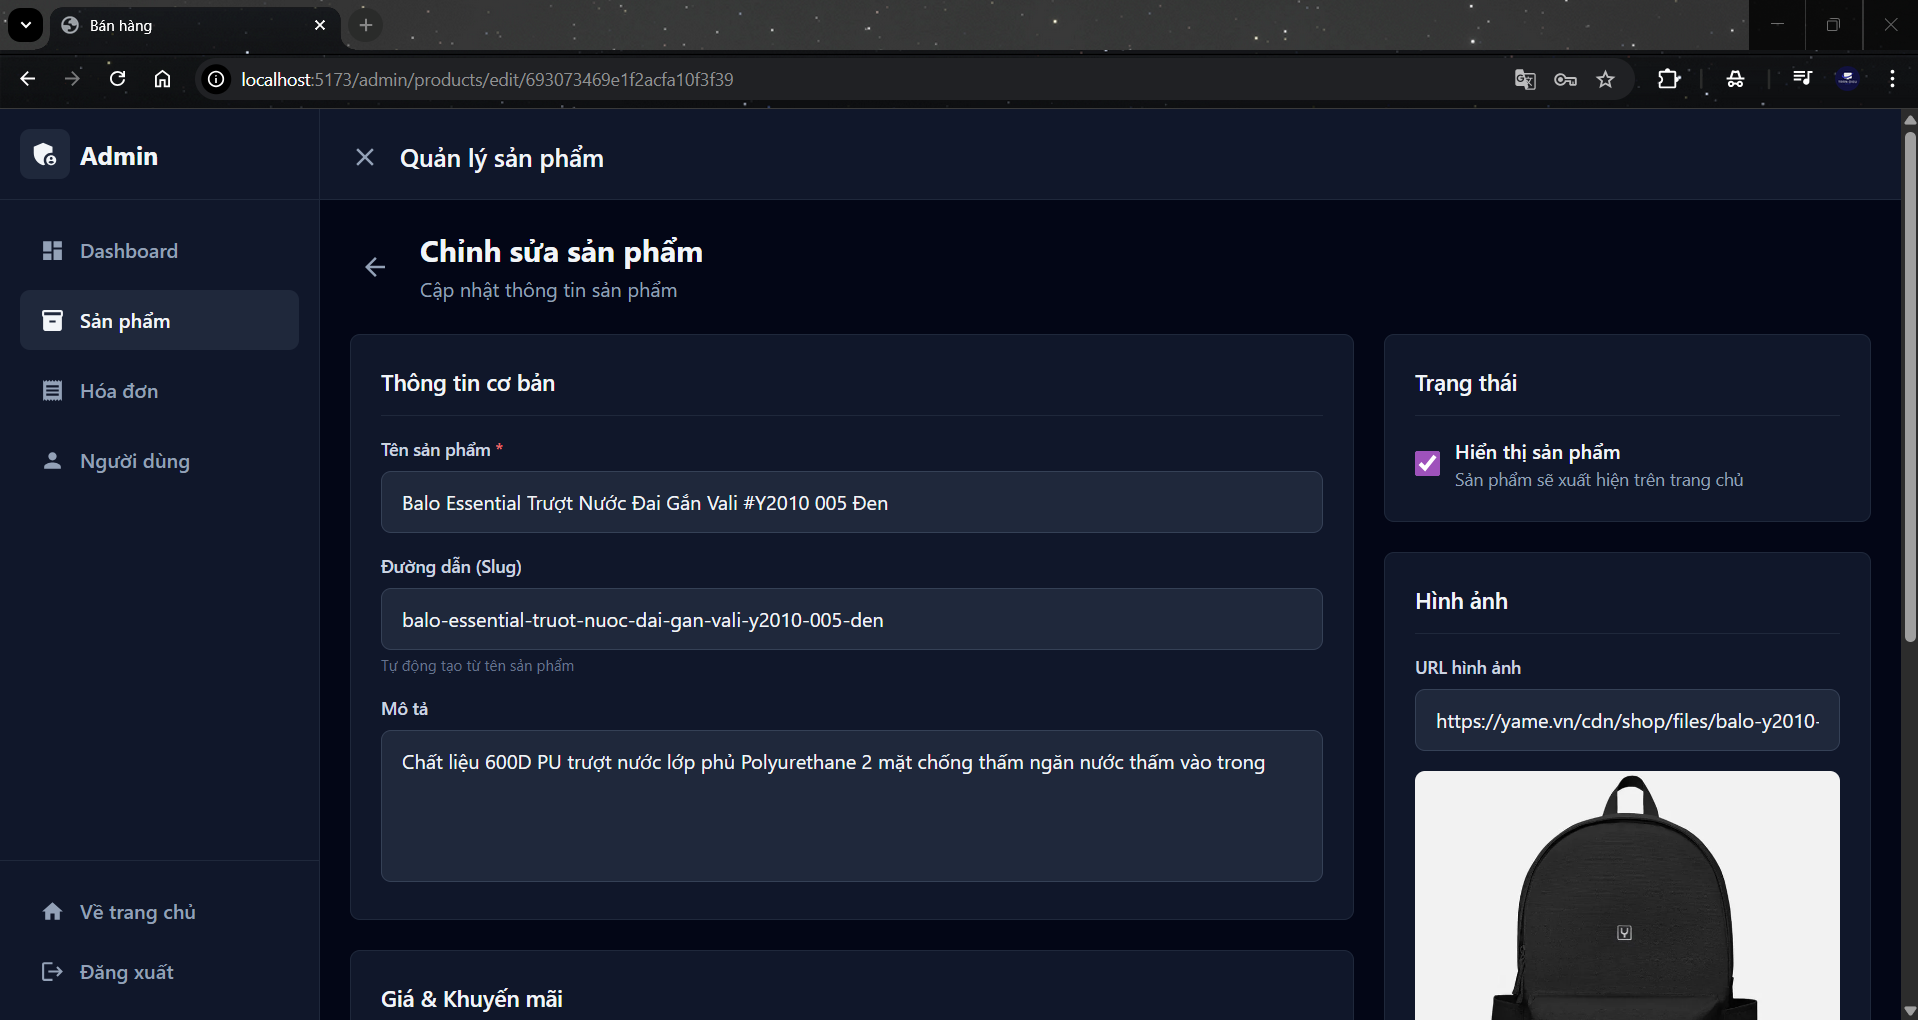 Bán hàng
localhost:5173/admin/products/edit/693073469e1f2acfa10f3f39
Admin
Dashboard
Sản phẩm
Hóa đơn
Người dùng
Về trang chủ
Đăng xuất
Quản lý sản phẩm
Chỉnh sửa sản phẩm
Cập nhật thông tin sản phẩm
Thông tin cơ bản
Tên sản phẩm *
Balo Essential Trượt Nước Đai Gắn Vali #Y2010 005 Đen
Đường dẫn (Slug)
balo-essential-truot-nuoc-dai-gan-vali-y2010-005-den
Tự động tạo từ tên sản phẩm
Mô tả
Chất liệu 600D PU trượt nước lớp phủ Polyurethane 2 mặt chống thấm ngăn nước thấm vào trong
Giá & Khuyến mãi
Trạng thái
Hiển thị sản phẩm
Sản phẩm sẽ xuất hiện trên trang chủ
Hình ảnh
URL hình ảnh
https://yame.vn/cdn/shop/files/balo-y2010-
Y